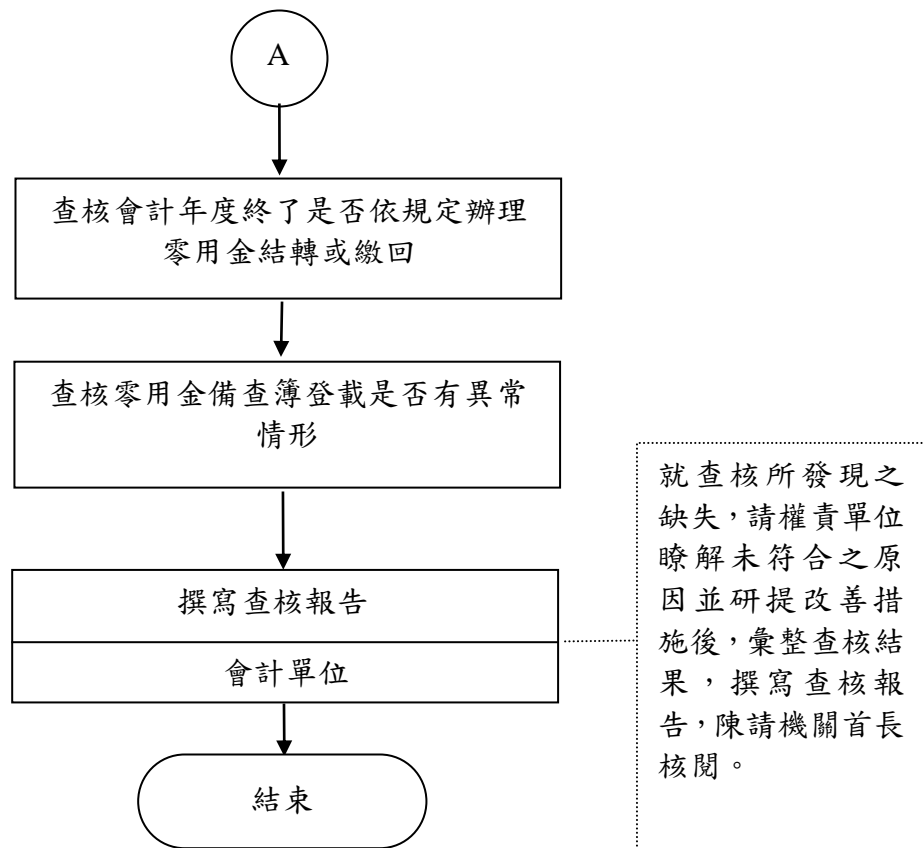 A
查核會計年度終了是否依規定辦理
零用金結轉或繳回
查核零用金備查簿登載是否有異常
情形
撰寫查核報告
會計單位
結束
就查核所發現之
缺失,請權責單位
瞭解未符合之原
因並研提改善措
施後,彙整查核結
果,撰寫查核報
告,陳請機關首長
核閱。